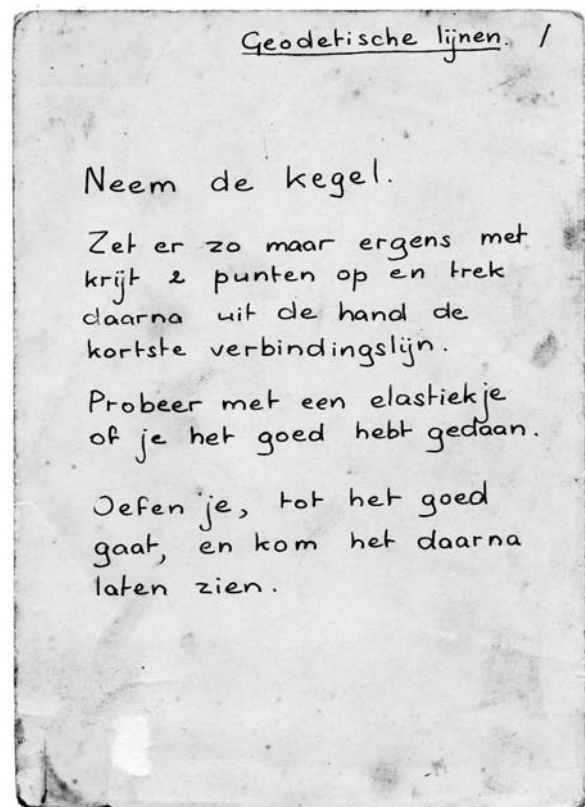 Geodetische lijnen. 1
Neem de kegel.
Zet er zo maar ergens met
krijt 2 punten op en trek
daarna uit de hand de
kortste verbindingslijn.
Probeer met een elastiekje
of je het goed hebt gedaan.
Oefen je, tot het goed
gaat, en kom het daarna
laten zien.